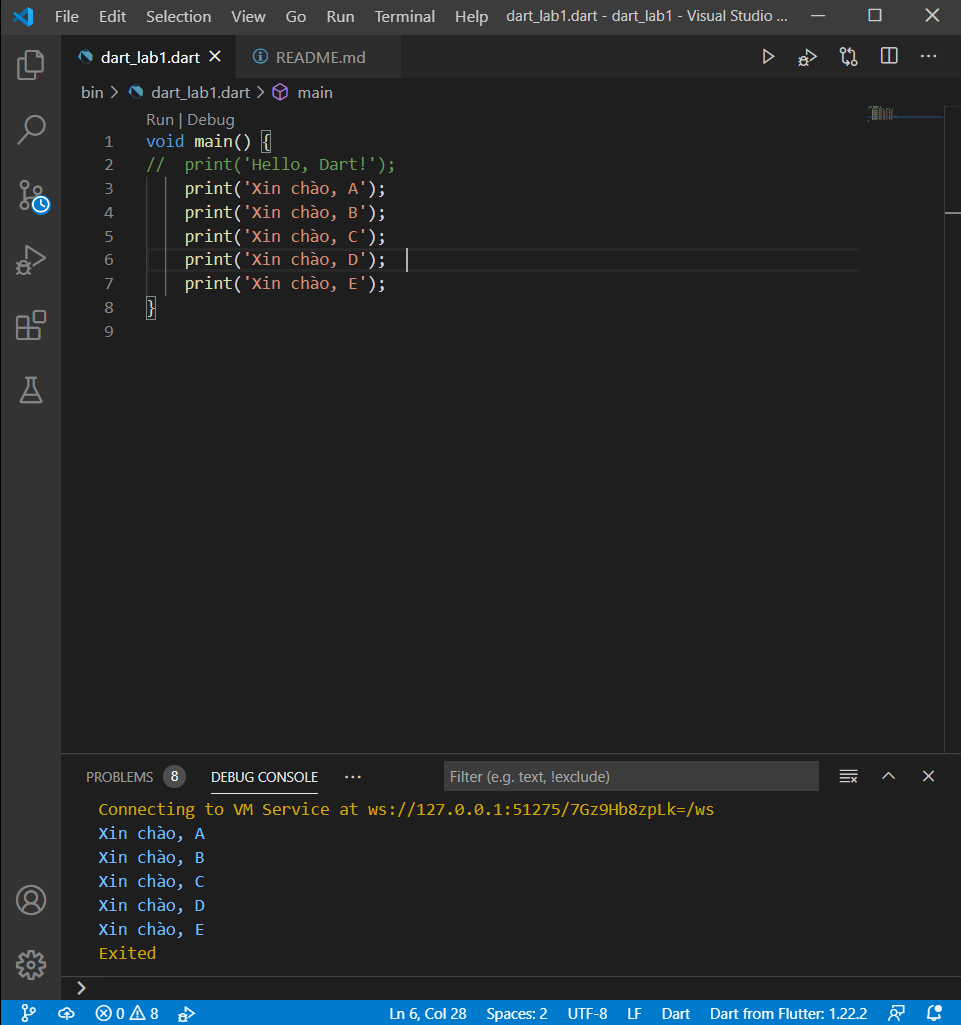 File Edit Selection View Go Run Terminal Help dart_lab1.dart - dart_lab1 - Visual Studio ...
dart_lab1.dart README.md
bin > dart_lab1.dart > main
Run | Debug
1 void main() {
2 //  print('Hello, Dart!');
3     print('Xin chào, A');
4     print('Xin chào, B');
5     print('Xin chào, C');
6     print('Xin chào, D');
7     print('Xin chào, E');
8 }
9
PROBLEMS 8 DEBUG CONSOLE ... Filter (e.g. text, !exclude)
Connecting to VM Service at ws://127.0.0.1:51275/7Gz9Hb8zpLk=/ws
Xin chào, A
Xin chào, B
Xin chào, C
Xin chào, D
Xin chào, E
Exited
>
0 8 Ln 6, Col 28 Spaces: 2 UTF-8 LF Dart Dart from Flutter: 1.22.2